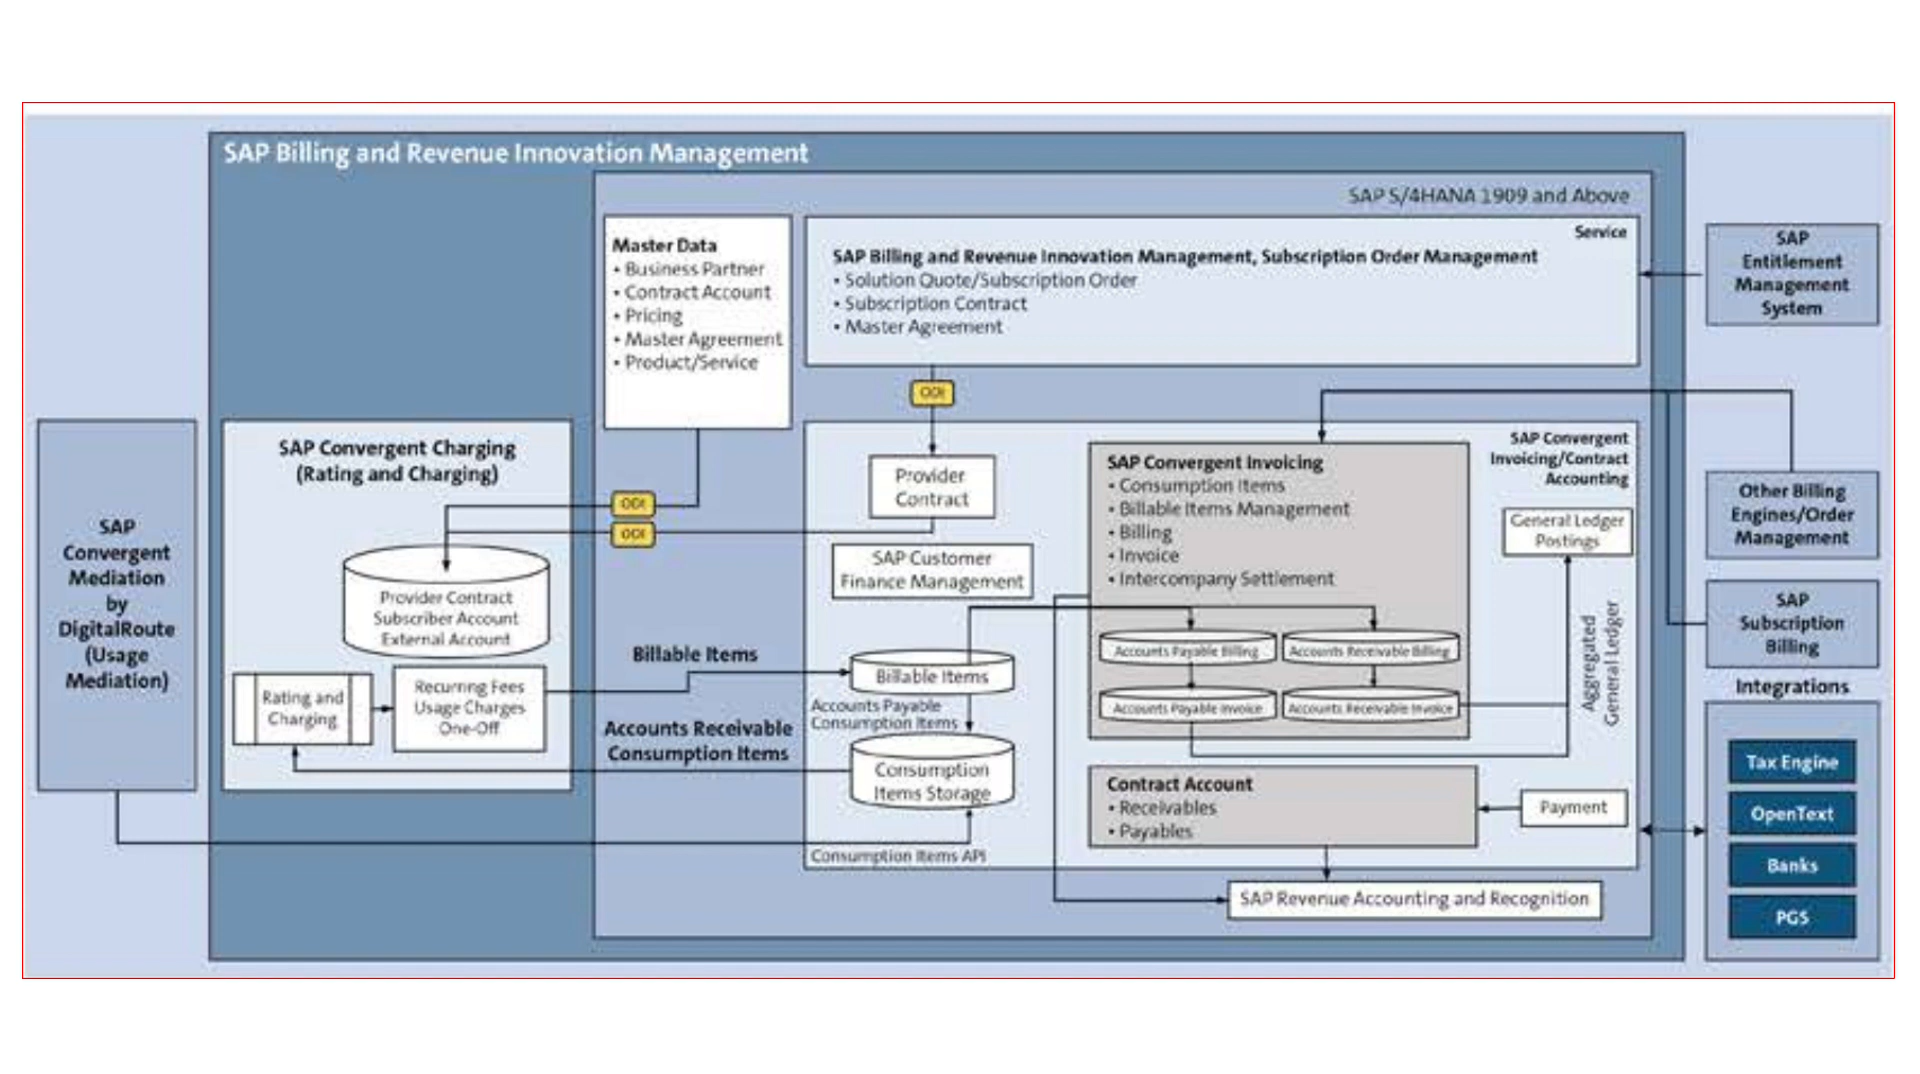 SAP Billing and Revenue Innovation Management
SAP S/4HANA 1909 and Above
Master Data
• Business Partner
• Contract Account
• Pricing
• Master Agreement
• Product/Service
Service
SAP Billing and Revenue Innovation Management, Subscription Order Management
• Solution Quote/Subscription Order
• Subscription Contract
• Master Agreement
SAP
Entitlement
Management
System
ODI
SAP
Convergent
Mediation
by
DigitalRoute
(Usage
Mediation)
SAP Convergent Charging
(Rating and Charging)
ODI
ODI
Provider Contract
Subscriber Account
External Account
Rating and
Charging
Recurring Fees
Usage Charges
One-Off
Billable Items
Accounts Receivable
Consumption Items
Provider
Contract
SAP Customer
Finance Management
Billable Items
Accounts Payable
Consumption Items
Consumption
Items Storage
Consumption Items API
SAP Convergent Invoicing
• Consumption Items
• Billable Items Management
• Billing
• Invoice
• Intercompany Settlement
Accounts Payable Billing
Accounts Receivable Billing
Accounts Payable Invoice
Accounts Receivable Invoice
SAP Convergent
Invoicing/Contract
Accounting
General Ledger
Postings
Aggregated
General Ledger
Contract Account
• Receivables
• Payables
Payment
SAP Revenue Accounting and Recognition
Other Billing
Engines/Order
Management
SAP
Subscription
Billing
Integrations
Tax Engine
OpenText
Banks
PGS